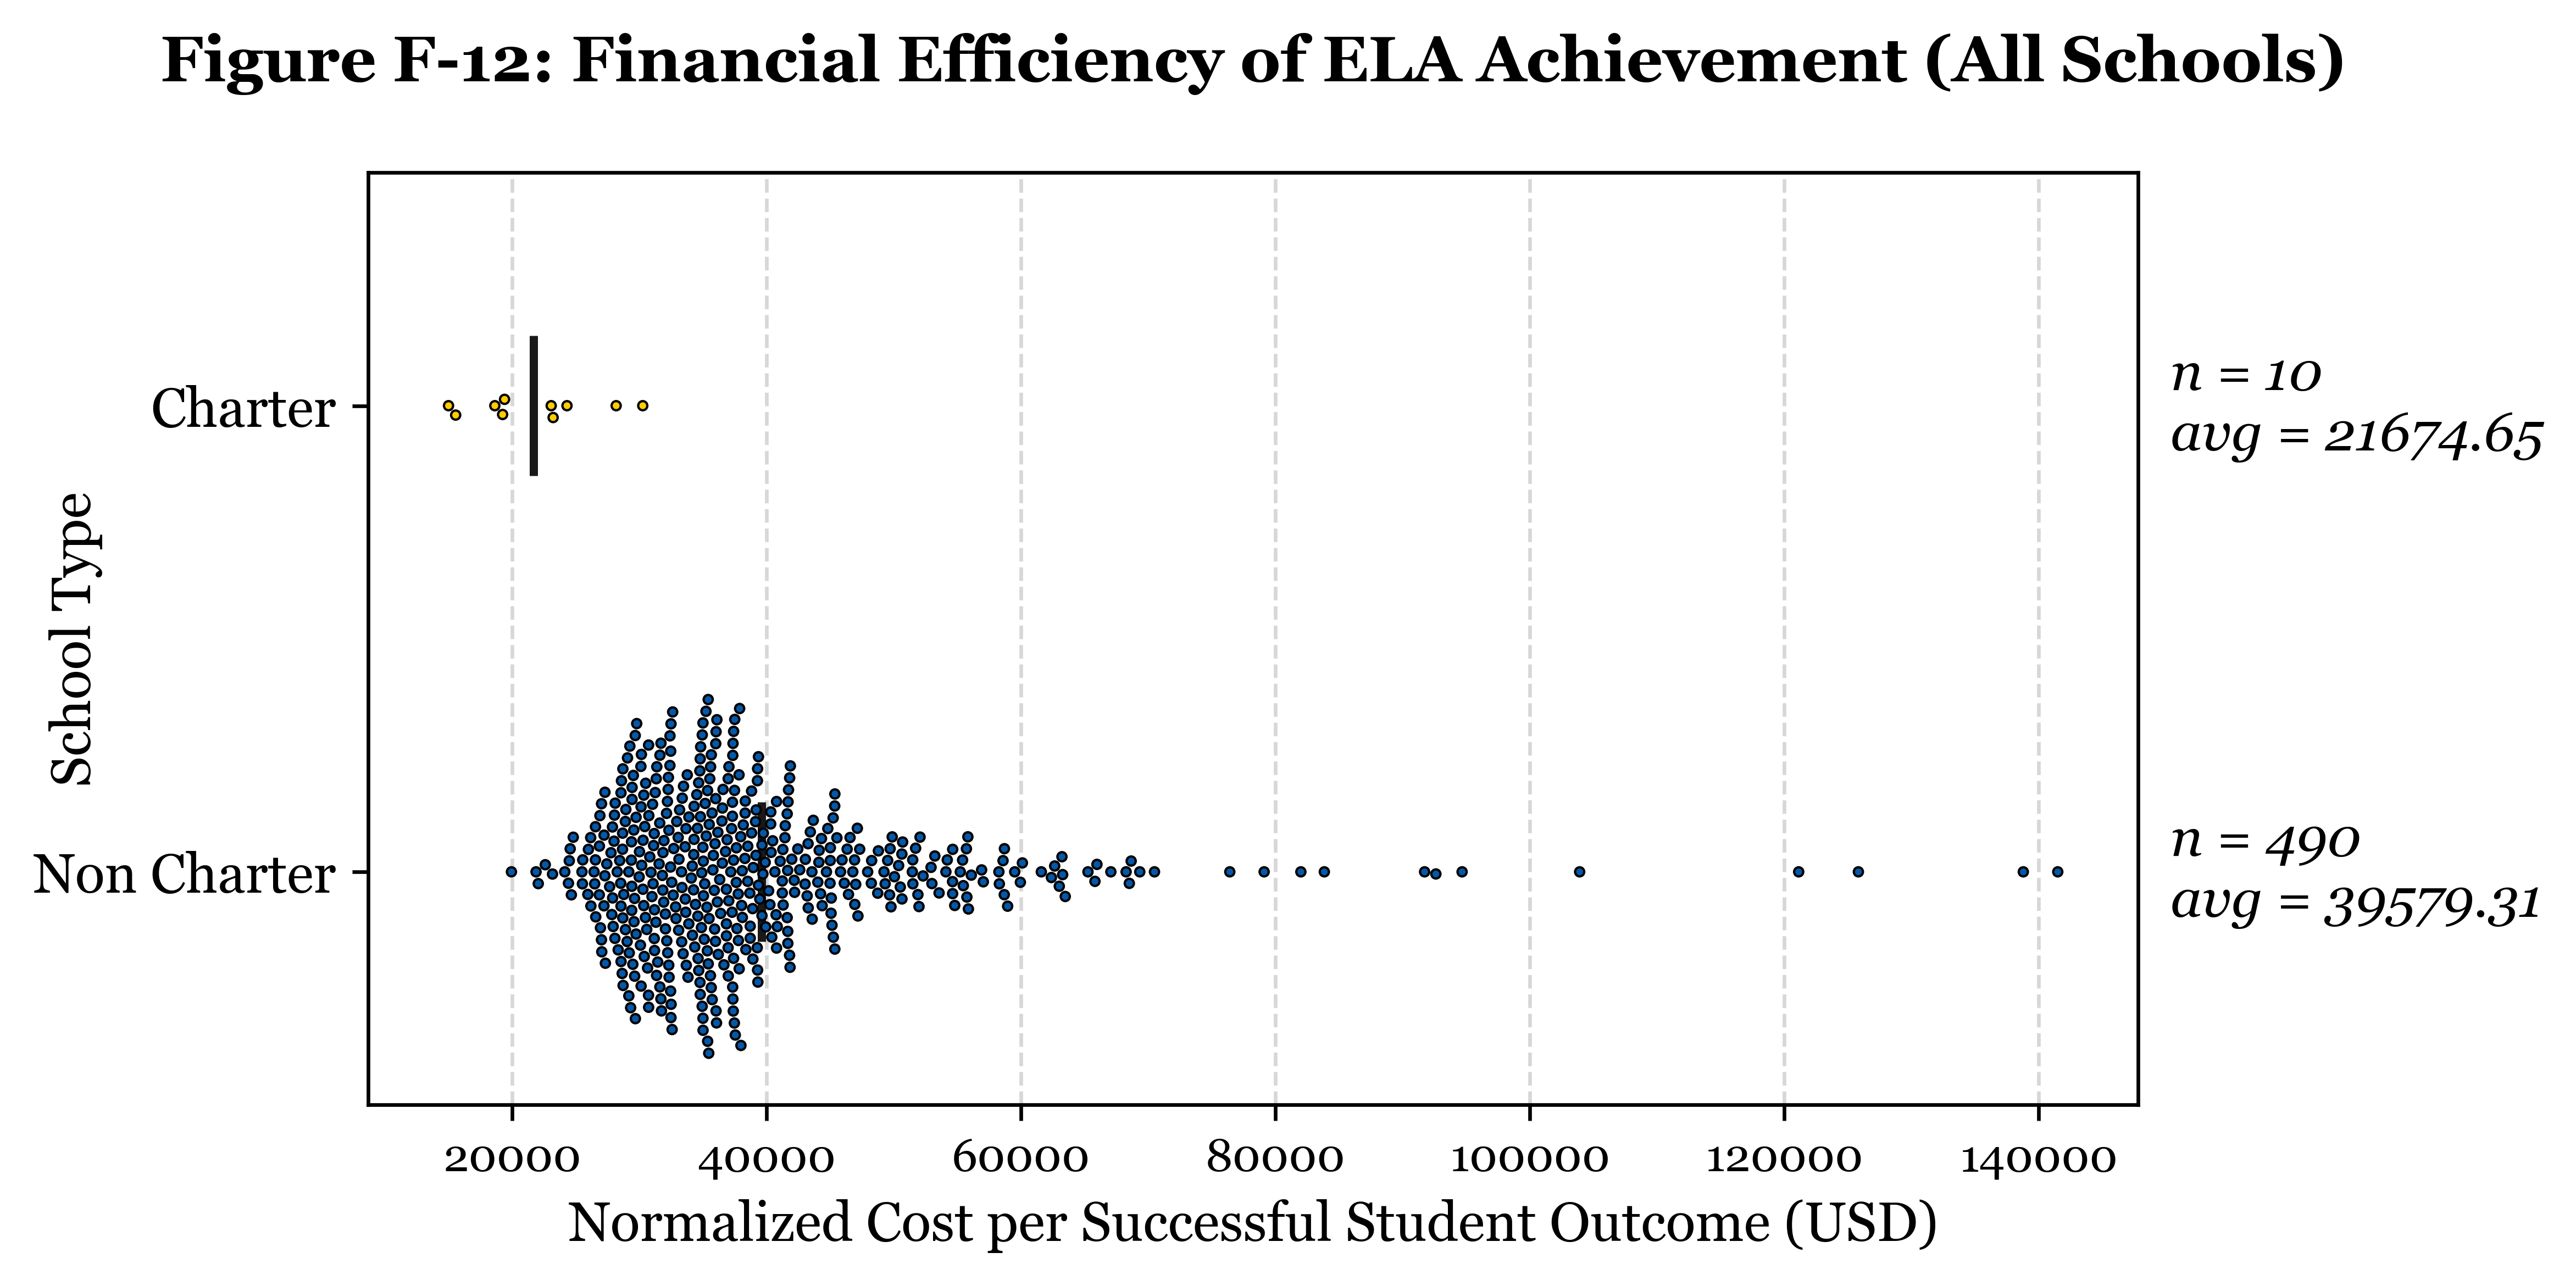 Figure F-12: Financial Efficiency of ELA Achievement (All Schools)
School Type
Charter
n = 10
avg = 21674.65
Non Charter
n = 490
avg = 39579.31
20000 40000 60000 80000 100000 120000 140000
Normalized Cost per Successful Student Outcome (USD)